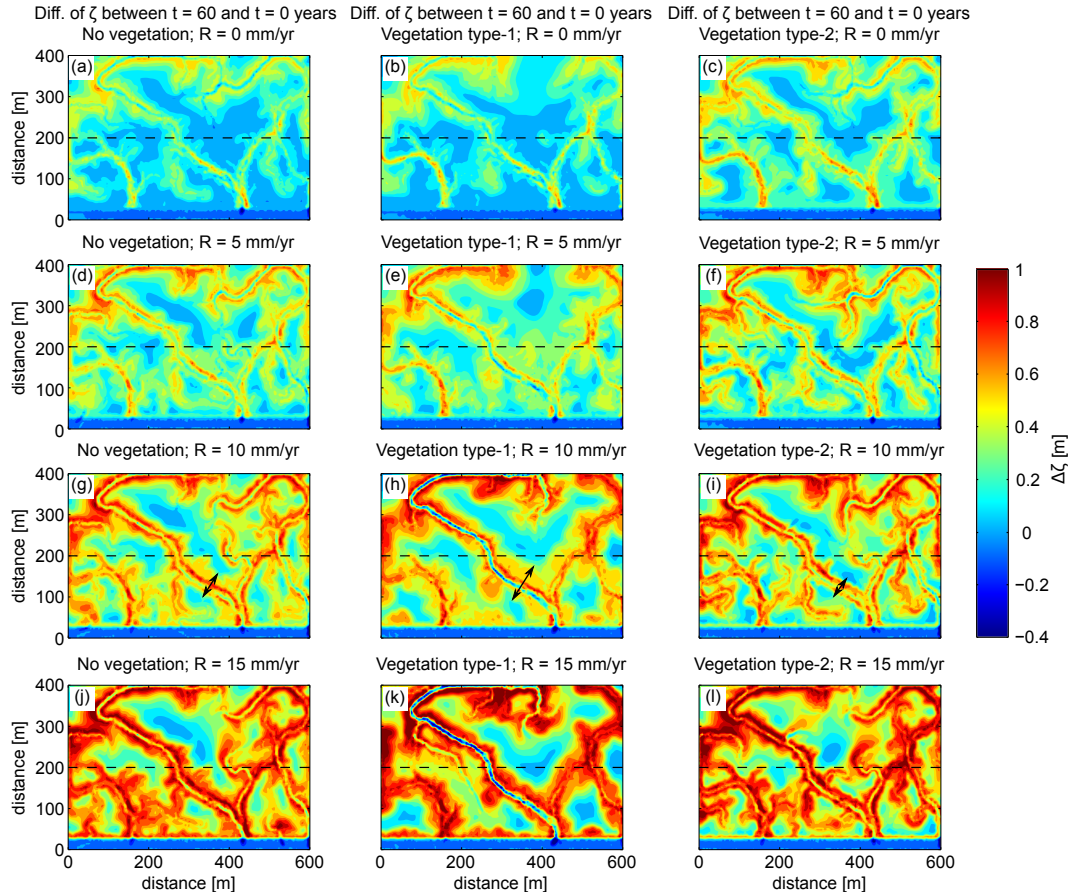 Diff. of ζ between t = 60 and t = 0 years
No vegetation; R = 0 mm/yr
Diff. of ζ between t = 60 and t = 0 years
Vegetation type-1; R = 0 mm/yr
Diff. of ζ between t = 60 and t = 0 years
Vegetation type-2; R = 0 mm/yr
(a)
(b)
(c)
400
300
200
100
0
distance [m]
No vegetation; R = 5 mm/yr
Vegetation type-1; R = 5 mm/yr
Vegetation type-2; R = 5 mm/yr
(d)
(e)
(f)
400
300
200
100
0
distance [m]
No vegetation; R = 10 mm/yr
Vegetation type-1; R = 10 mm/yr
Vegetation type-2; R = 10 mm/yr
(g)
(h)
(i)
400
300
200
100
0
distance [m]
No vegetation; R = 15 mm/yr
Vegetation type-1; R = 15 mm/yr
Vegetation type-2; R = 15 mm/yr
(j)
(k)
(l)
400
300
200
100
0
distance [m]
0 200 400 600
0 200 400 600
0 200 400 600
distance [m]
distance [m]
distance [m]
1
0.8
0.6
0.4
0.2
0
−0.2
−0.4
Δζ [m]